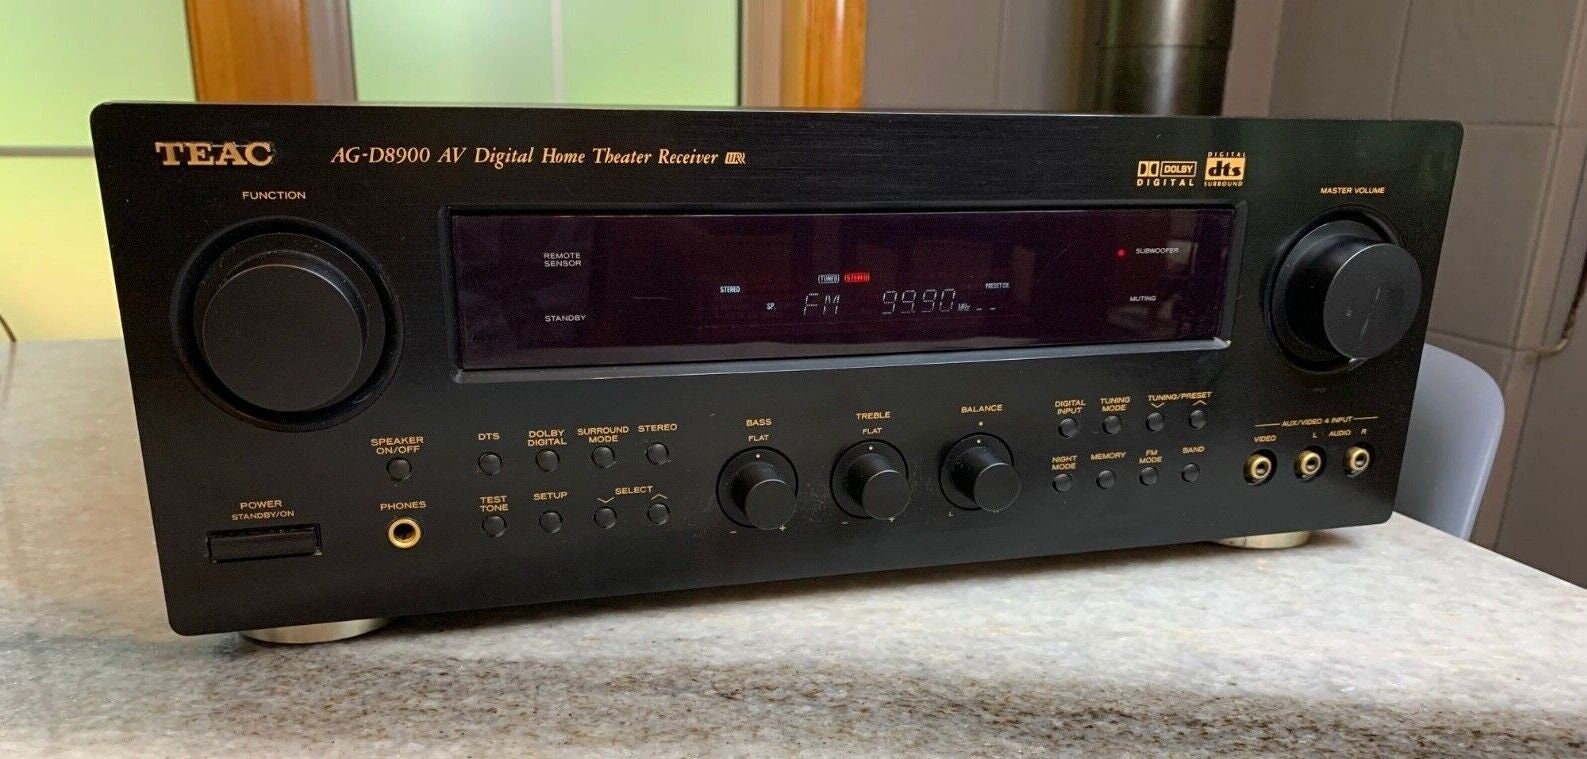 TEAC
AG-D8900 AV Digital Home Theater Receiver
DOLBY
DIGITAL
DIGITAL
dts
SURROUND
FUNCTION
MASTER VOLUME
REMOTE
SENSOR
STANDBY
STEREO
TUNED STEREO
SP.
FM 99.90 MHz --
PRESET CH.
SUBWOOFER
MUTING
SPEAKER
ON/OFF
DTS
DOLBY
DIGITAL
SURROUND
MODE
STEREO
BASS
FLAT
- +
TREBLE
FLAT
- +
BALANCE
L R
DIGITAL
INPUT
TUNING
MODE
TUNING/PRESET
AUX/VIDEO 4 INPUT
VIDEO L AUDIO R
POWER
STANDBY/ON
PHONES
TEST
TONE
SETUP
SELECT
NIGHT
MODE
MEMORY
FM
MODE
BAND